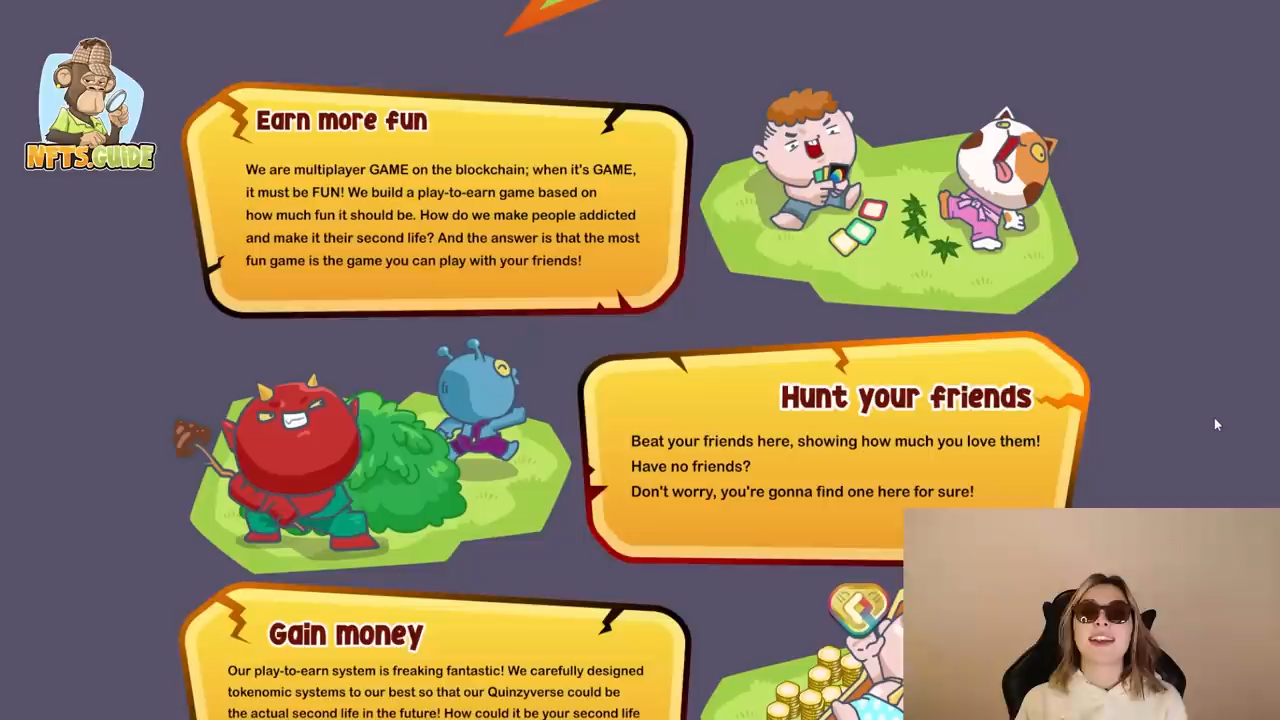 NFTS.GUIDE
Earn more fun
We are multiplayer GAME on the blockchain; when it's GAME,
it must be FUN! We build a play-to-earn game based on
how much fun it should be. How do we make people addicted
and make it their second life? And the answer is that the most
fun game is the game you can play with your friends!
Hunt your friends
Beat your friends here, showing how much you love them!
Have no friends?
Don't worry, you're gonna find one here for sure!
Gain money
Our play-to-earn system is freaking fantastic! We carefully designed
tokenomic systems to our best so that our Quinzyverse could be
the actual second life in the future! How could it be your second life